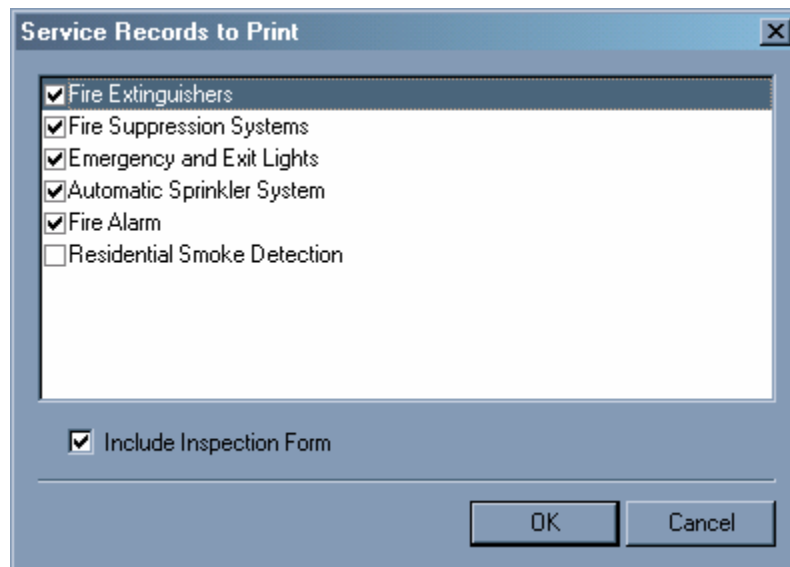 Service Records to Print
Fire Extinguishers
Fire Suppression Systems
Emergency and Exit Lights
Automatic Sprinkler System
Fire Alarm
Residential Smoke Detection
Include Inspection Form
OK Cancel